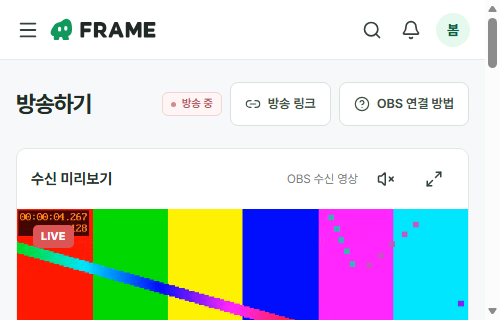 FRAME
봄
방송하기
방송 중
방송 링크
OBS 연결 방법
수신 미리보기
OBS 수신 영상
00:00:04.267
128
LIVE